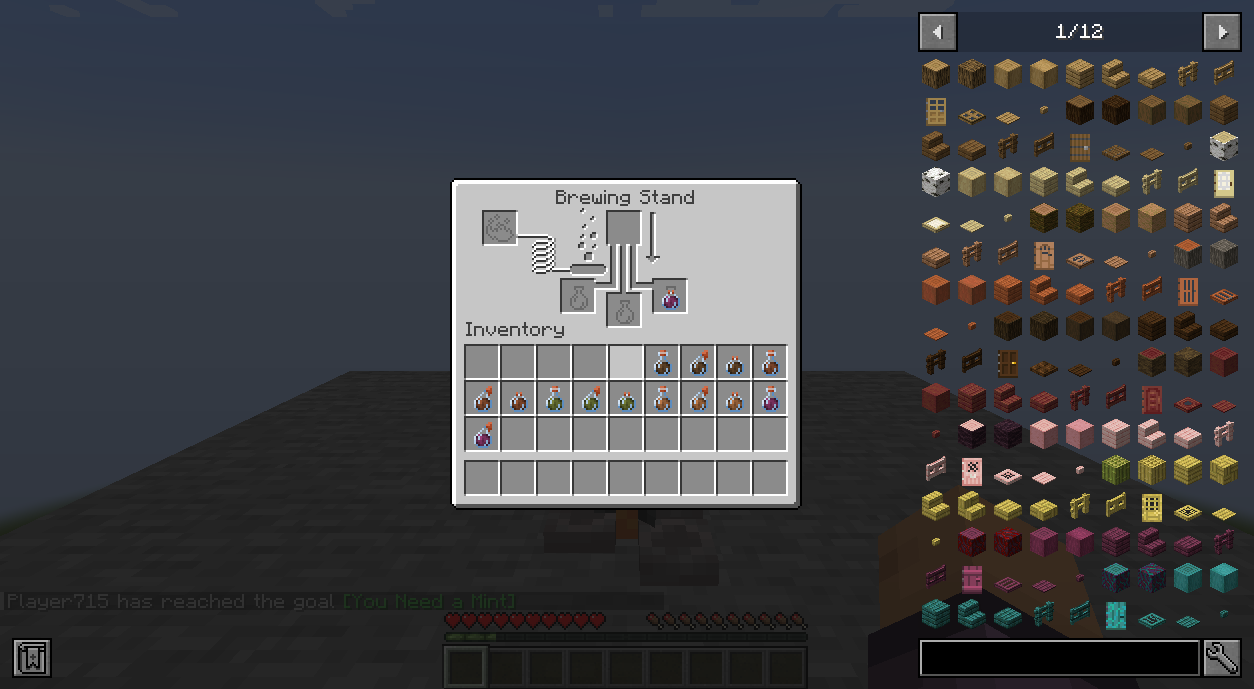 1/12
Brewing Stand
Inventory
Player715 has reached the goal [You Need a Mint]